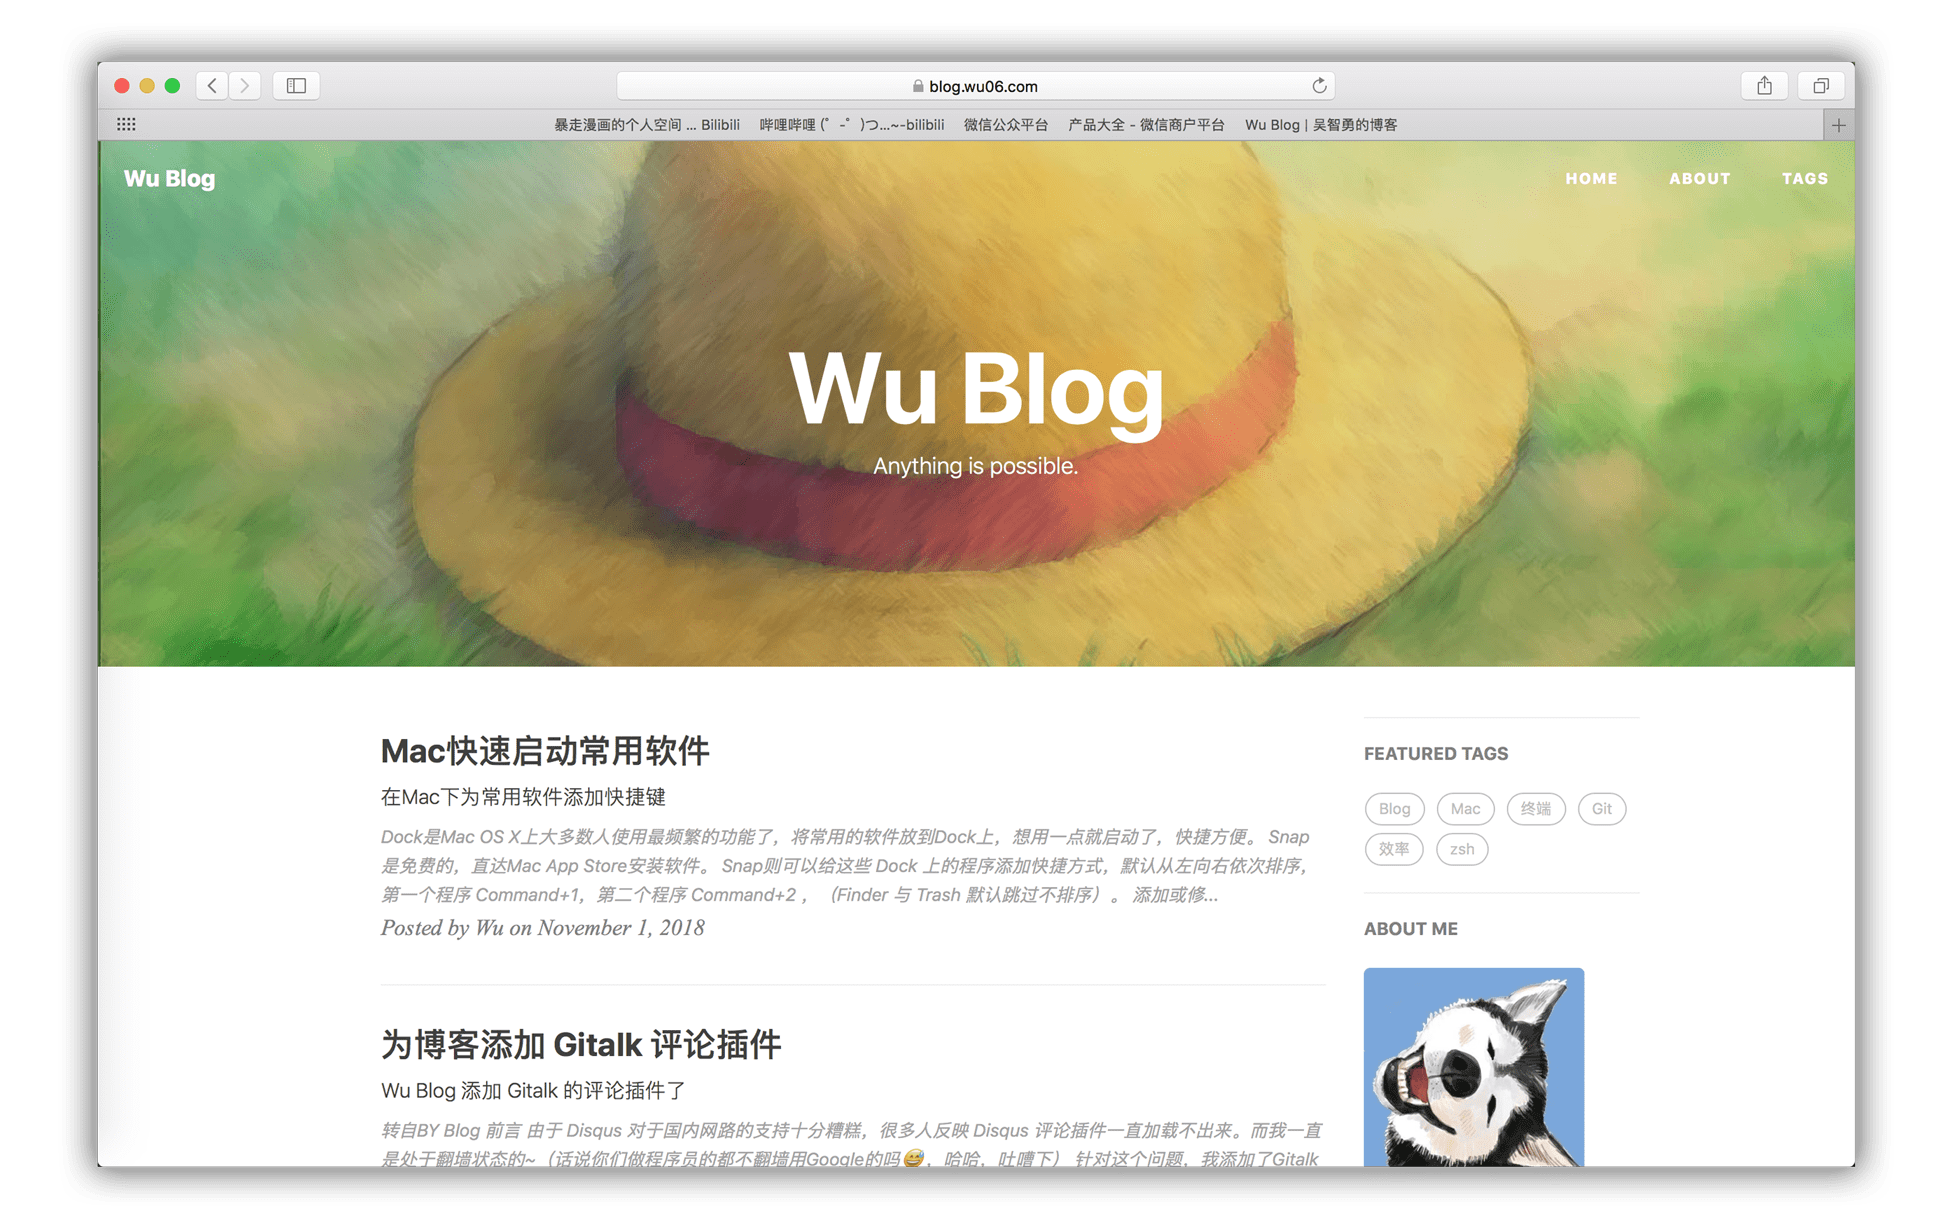 blog.wu06.com
暴走漫画的个人空间 ... Bilibili 哔哩哔哩 (゜-゜)つ...~-bilibili 微信公众平台 产品大全 - 微信商户平台 Wu Blog | 吴智勇的博客
Wu Blog HOME ABOUT TAGS
Wu Blog
Anything is possible.
Mac快速启动常用软件
在Mac下为常用软件添加快捷键
Dock是Mac OS X上大多数人使用最频繁的功能了，将常用的软件放到Dock上，想用一点就启动了，快捷方便。 Snap
是免费的，直达Mac App Store安装软件。 Snap则可以给这些 Dock 上的程序添加快捷方式，默认从左向右依次排序，
第一个程序 Command+1，第二个程序 Command+2 ，（Finder 与 Trash 默认跳过不排序）。 添加或修...
Posted by Wu on November 1, 2018
为博客添加 Gitalk 评论插件
Wu Blog 添加 Gitalk 的评论插件了
转自BY Blog 前言 由于 Disqus 对于国内网路的支持十分糟糕，很多人反映 Disqus 评论插件一直加载不出来。而我一直
是处于翻墙状态的~（话说你们做程序员的都不翻墙用Google的吗😅，哈哈，吐嘈下） 针对这个问题，我添加了Gitalk
FEATURED TAGS
Blog Mac 终端 Git
效率 zsh
ABOUT ME